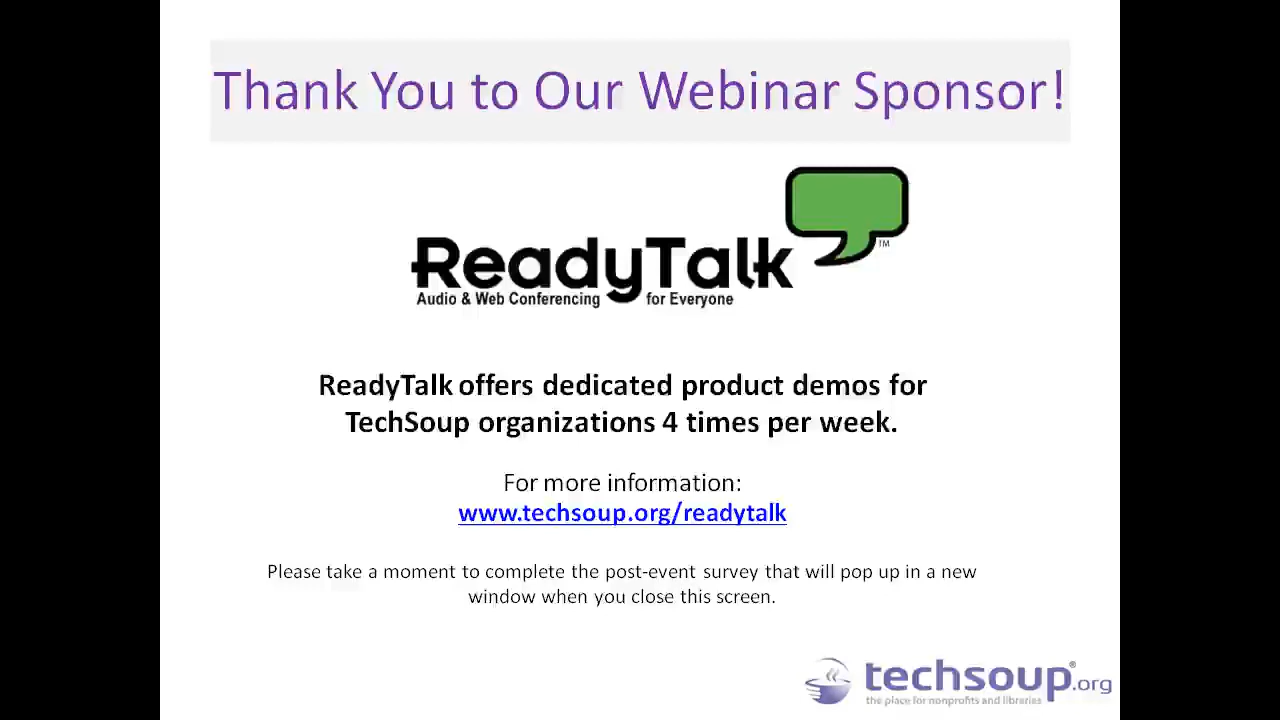 Thank You to Our Webinar Sponsor!
ReadyTalk TM
Audio & Web Conferencing for Everyone
ReadyTalk offers dedicated product demos for
TechSoup organizations 4 times per week.
For more information:
www.techsoup.org/readytalk
Please take a moment to complete the post-event survey that will pop up in a new
window when you close this screen.
techsoup®.org
the place for nonprofits and libraries